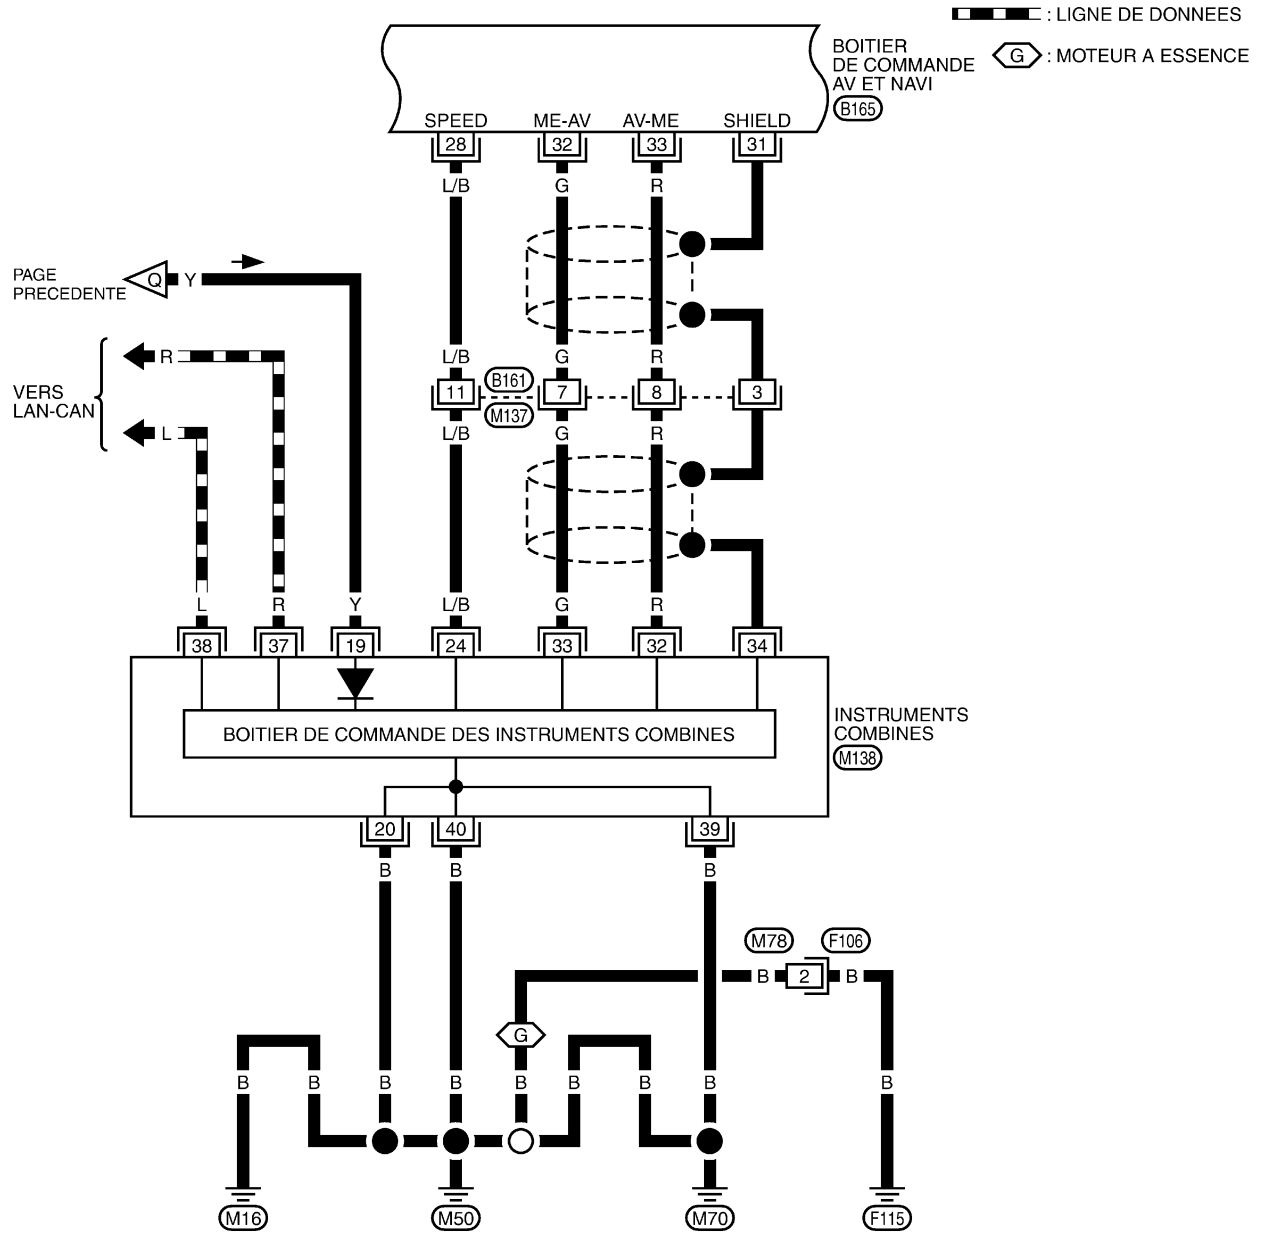 : LIGNE DE DONNEES
G : MOTEUR A ESSENCE
BOITIER
DE COMMANDE
AV ET NAVI
B165
SPEED ME-AV AV-ME SHIELD
28 32 33 31
L/B G R
PAGE
PRECEDENTE
Q Y
VERS
LAN-CAN
R
L
L/B G R
11 B161 7 8 3
M137
L/B G R
L R Y L/B G R
38 37 19 24 33 32 34
BOITIER DE COMMANDE DES INSTRUMENTS COMBINES
INSTRUMENTS
COMBINES
M138
20 40 39
B B B
M78 F106
B 2 B
G
B B B B B B B B B
M16 M50 M70 F115